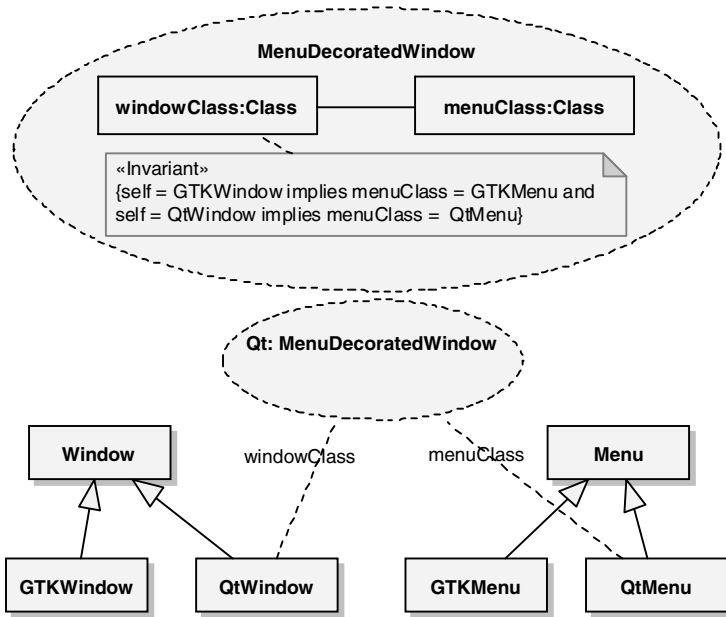 MenuDecoratedWindow
windowClass:Class
menuClass:Class
«Invariant»
{self = GTKWindow implies menuClass = GTKMenu and
self = QtWindow implies menuClass = QtMenu}
Qt: MenuDecoratedWindow
Window
windowClass
menuClass
Menu
GTKWindow
QtWindow
GTKMenu
QtMenu